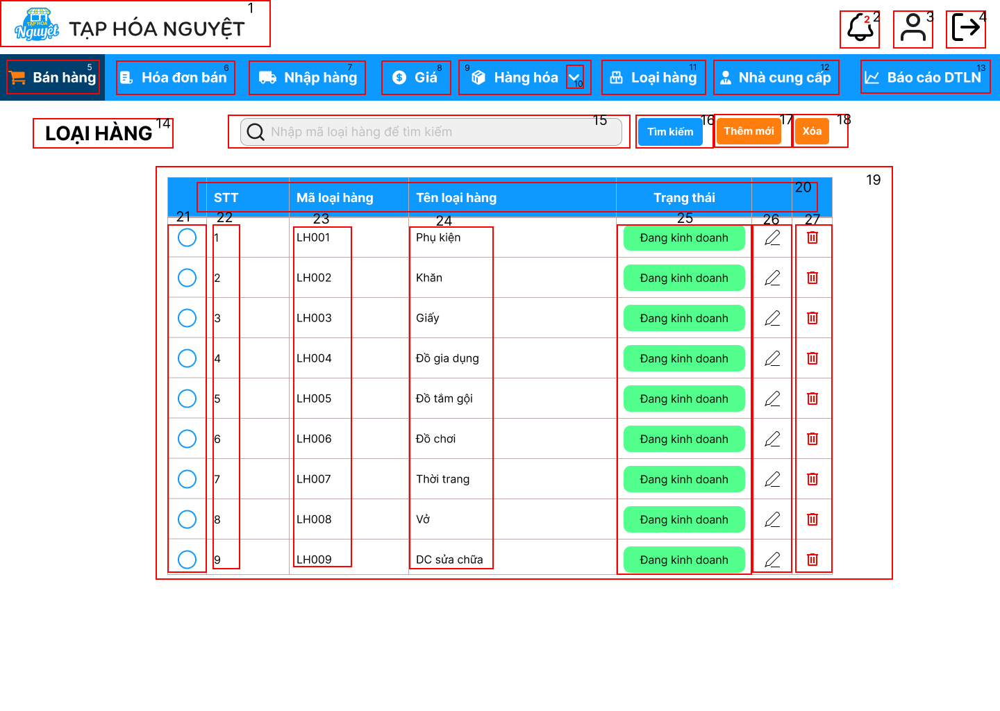 TẠP HÓA
Nguyệt
TẠP HÓA NGUYỆT
1
2
2
3
4
Bán hàng
5
Hóa đơn bán
6
Nhập hàng
7
Giá
8
9
Hàng hóa
10
Loại hàng
11
Nhà cung cấp
12
Báo cáo DTLN
13
LOẠI HÀNG
14
Nhập mã loại hàng để tìm kiếm
15
Tìm kiếm
16
Thêm mới
17
Xóa
18
19
STT Mã loại hàng Tên loại hàng Trạng thái
20
21 22 23 24 25 26 27
1 LH001 Phụ kiện Đang kinh doanh
2 LH002 Khăn Đang kinh doanh
3 LH003 Giấy Đang kinh doanh
4 LH004 Đồ gia dụng Đang kinh doanh
5 LH005 Đồ tắm gội Đang kinh doanh
6 LH006 Đồ chơi Đang kinh doanh
7 LH007 Thời trang Đang kinh doanh
8 LH008 Vở Đang kinh doanh
9 LH009 DC sửa chữa Đang kinh doanh